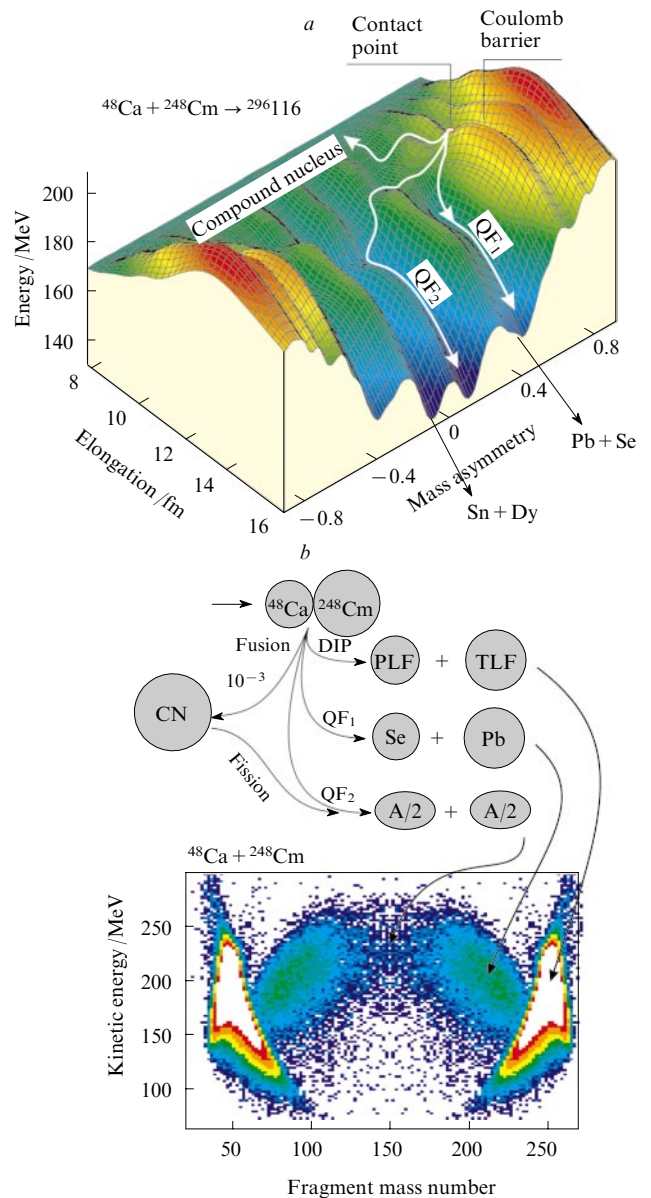 a
Contact
point
Coulomb
barrier
⁴⁸Ca + ²⁴⁸Cm → ²⁹⁶116
Compound nucleus
QF₁
QF₂
Energy /MeV
200
180
160
140
8
10
12
14
16
Elongation /fm
−0.8
−0.4
0
0.4
0.8
Mass asymmetry
Pb + Se
Sn + Dy
b
⁴⁸Ca
²⁴⁸Cm
Fusion
DIP
PLF + TLF
10⁻³
CN
QF₁
Se + Pb
Fission
QF₂
A/2 + A/2
⁴⁸Ca + ²⁴⁸Cm
Kinetic energy /MeV
250
200
150
100
50 100 150 200 250
Fragment mass number